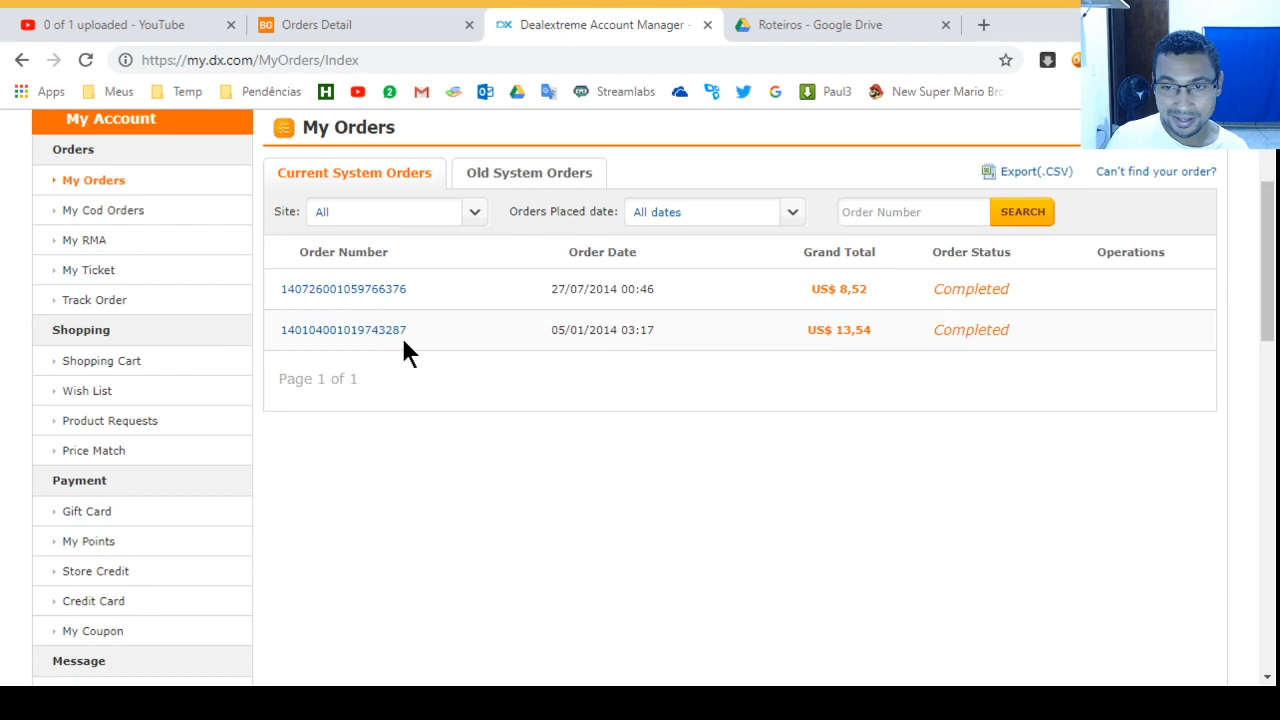 0 of 1 uploaded - YouTube
BG Orders Detail
DX Dealextreme Account Manager -
Roteiros - Google Drive
https://my.dx.com/MyOrders/Index
Apps Meus Temp Pendências H 2 Streamlabs G Paul3 New Super Mario Bro
My Account
Orders
My Orders
My Cod Orders
My RMA
My Ticket
Track Order
Shopping
Shopping Cart
Wish List
Product Requests
Price Match
Payment
Gift Card
My Points
Store Credit
Credit Card
My Coupon
Message
My Orders
Current System Orders Old System Orders Export(.CSV) Can't find your order?
Site: All Orders Placed date: All dates Order Number SEARCH
Order Number Order Date Grand Total Order Status Operations
140726001059766376 27/07/2014 00:46 US$ 8,52 Completed
140104001019743287 05/01/2014 03:17 US$ 13,54 Completed
Page 1 of 1